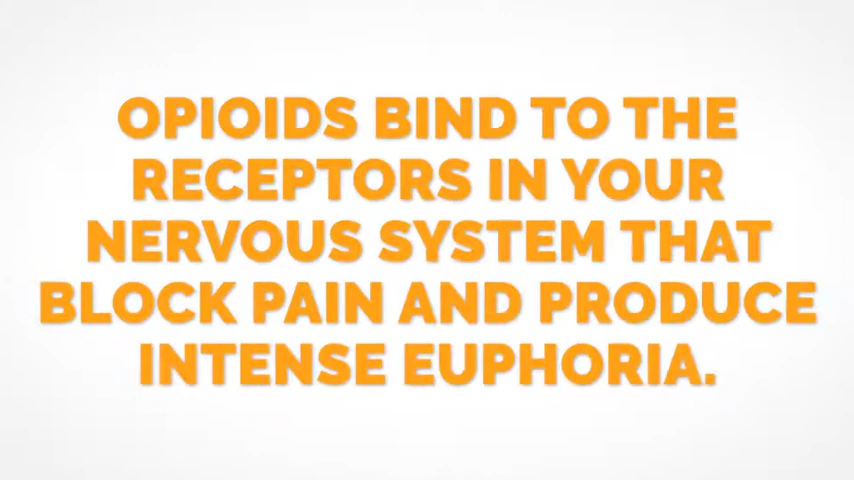 OPIOIDS BIND TO THE
RECEPTORS IN YOUR
NERVOUS SYSTEM THAT
BLOCK PAIN AND PRODUCE
INTENSE EUPHORIA.